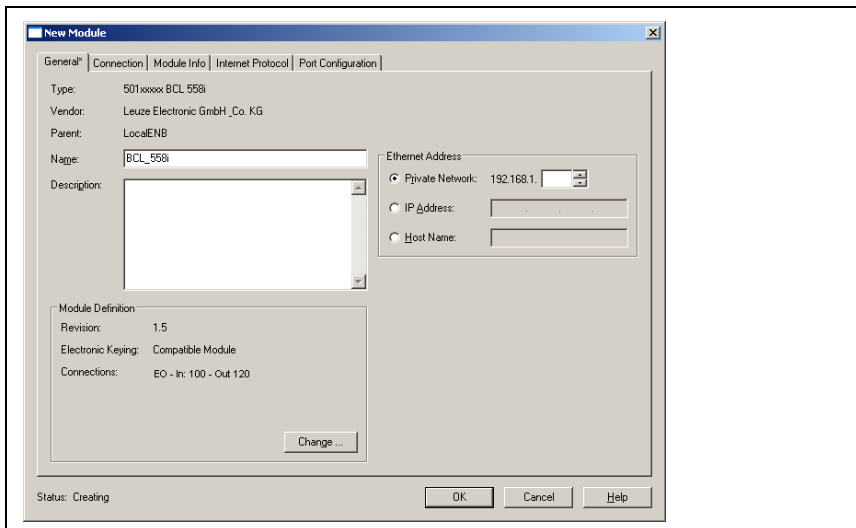 New Module
General* Connection Module Info Internet Protocol Port Configuration
Type: 501xxxxx BCL 558i
Vendor: Leuze Electronic GmbH _Co. KG
Parent: LocalENB
Name: BCL_558i
Description:
Ethernet Address
Private Network: 192.168.1.
IP Address: . . .
Host Name:
Module Definition
Revision: 1.5
Electronic Keying: Compatible Module
Connections: EO - In: 100 - Out 120
Change ...
Status: Creating
OK Cancel Help